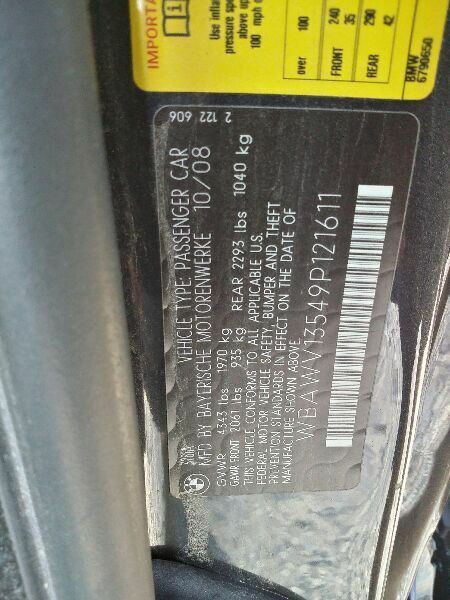 IMPORTA
Use inflat
pressure spe
above up
100 mph o
over 100
FRONT 240 35
REAR 290 42
BMW
6790650
2 122 606
VEHICLE TYPE: PASSENGER CAR
MFD BY BAYERISCHE MOTORENWERKE 10/08
GVWR 4343 lbs 1970 kg
GAWR FRONT 2061 lbs 935 kg REAR 2293 lbs 1040 kg
THIS VEHICLE CONFORMS TO ALL APPLICABLE U.S.
FEDERAL MOTOR VEHICLE SAFETY, BUMPER AND THEFT
PREVENTION STANDARDS IN EFFECT ON THE DATE OF
MANUFACTURE SHOWN ABOVE.
WBAWV13549P121611